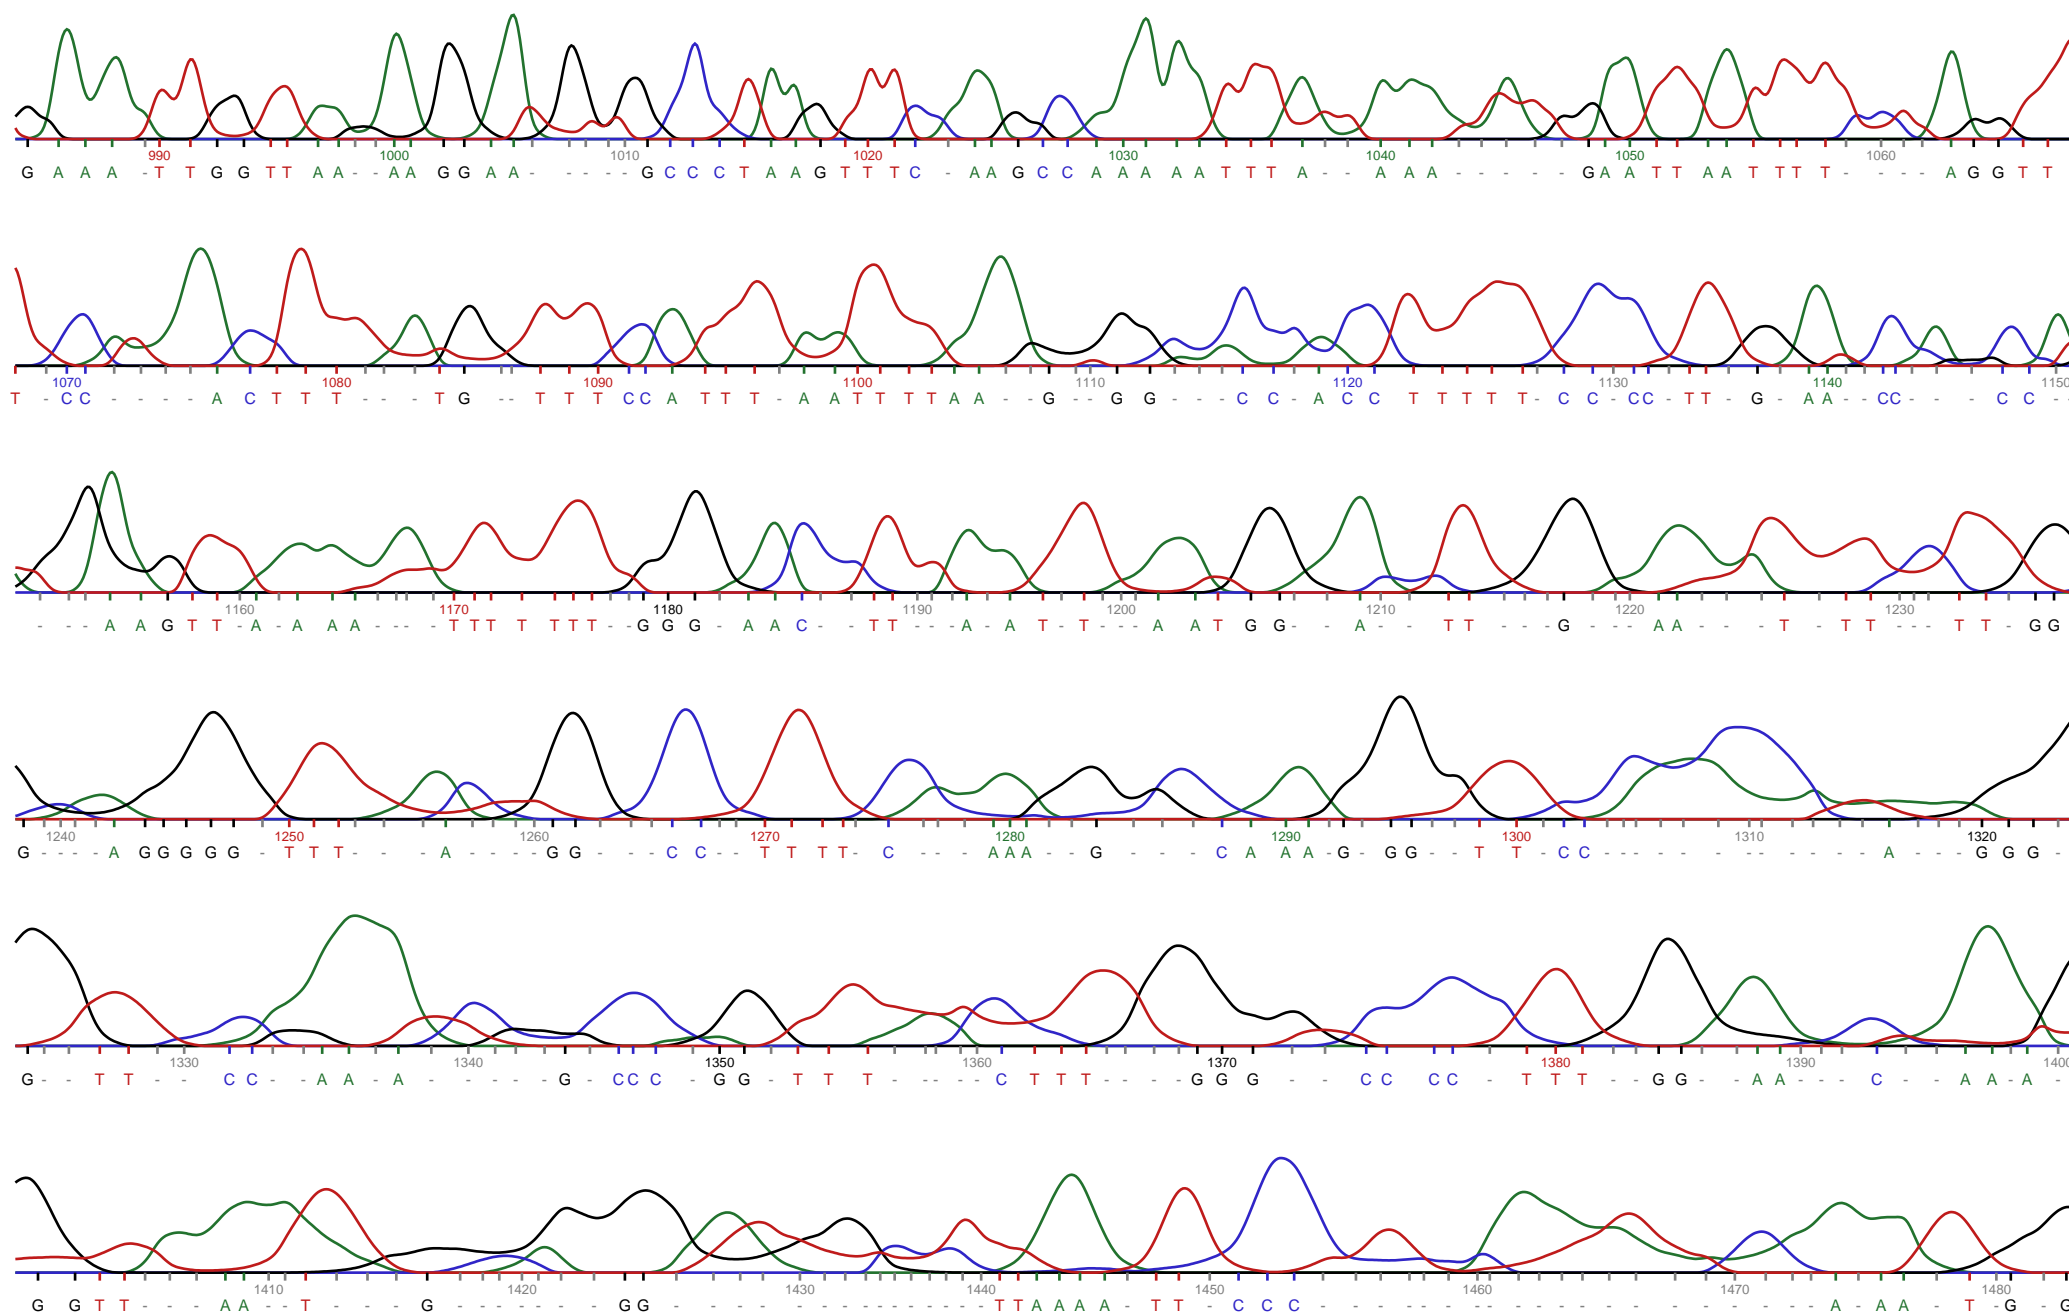 990 1000 1010 1020 1030 1040 1050 1060
G A A A - T T G G T T A A - - A A G G A A - - - - - G C C C T A A G T T T C - A A G C C A A A A A T T T A - - A A A - - - - - - G A A T T A A T T T T - - - - A G G T T
1070 1080 1090 1100 1110 1120 1130 1140 1150
T - C C - - - - - A C T T T - - - - T G - - T T T C C A T T T - A A T T T T A A - - G - - G G - - - C C - A C C T T T T T - C C - C C - T T - G - A A - - C C - - - C C - -
1160 1170 1180 1190 1200 1210 1220 1230
- - - A A G T T - A - A A A - - - - T T T T T T T - - G G G - A A C - - T T - - - A - A T - T - - - A A T G G - - A - - T T - - - G - - - - A A - - - T - T T - - - T T - G G
1240 1250 1260 1270 1280 1290 1300 1310 1320
G - - - - A G G G G G - T T T - - - - A - - - - G G - - - C C - - T T T T - C - - - - A A A - - G - - - - C A A A - G - G G - - T T - C C - - - - - - - - - - - - A - - - - G G G -
1330 1340 1350 1360 1370 1380 1390 1400
G - - T T - - C C - - A A - A - - - - - G - C C C - - G G - T T T - - - - - C T T T - - - - G G G - - C C C C - T T T - - G G - - A A - - - C - - - A A - A -
1410 1420 1430 1440 1450 1460 1470 1480
G G T T - - - A A - - T - - - - G - - - - - - - G G - - - - - - - - - - - - - - - T T A A A A - T T - C C C - - - - - - - - - - - - - - - - - - - - A - A A - - T - G - G